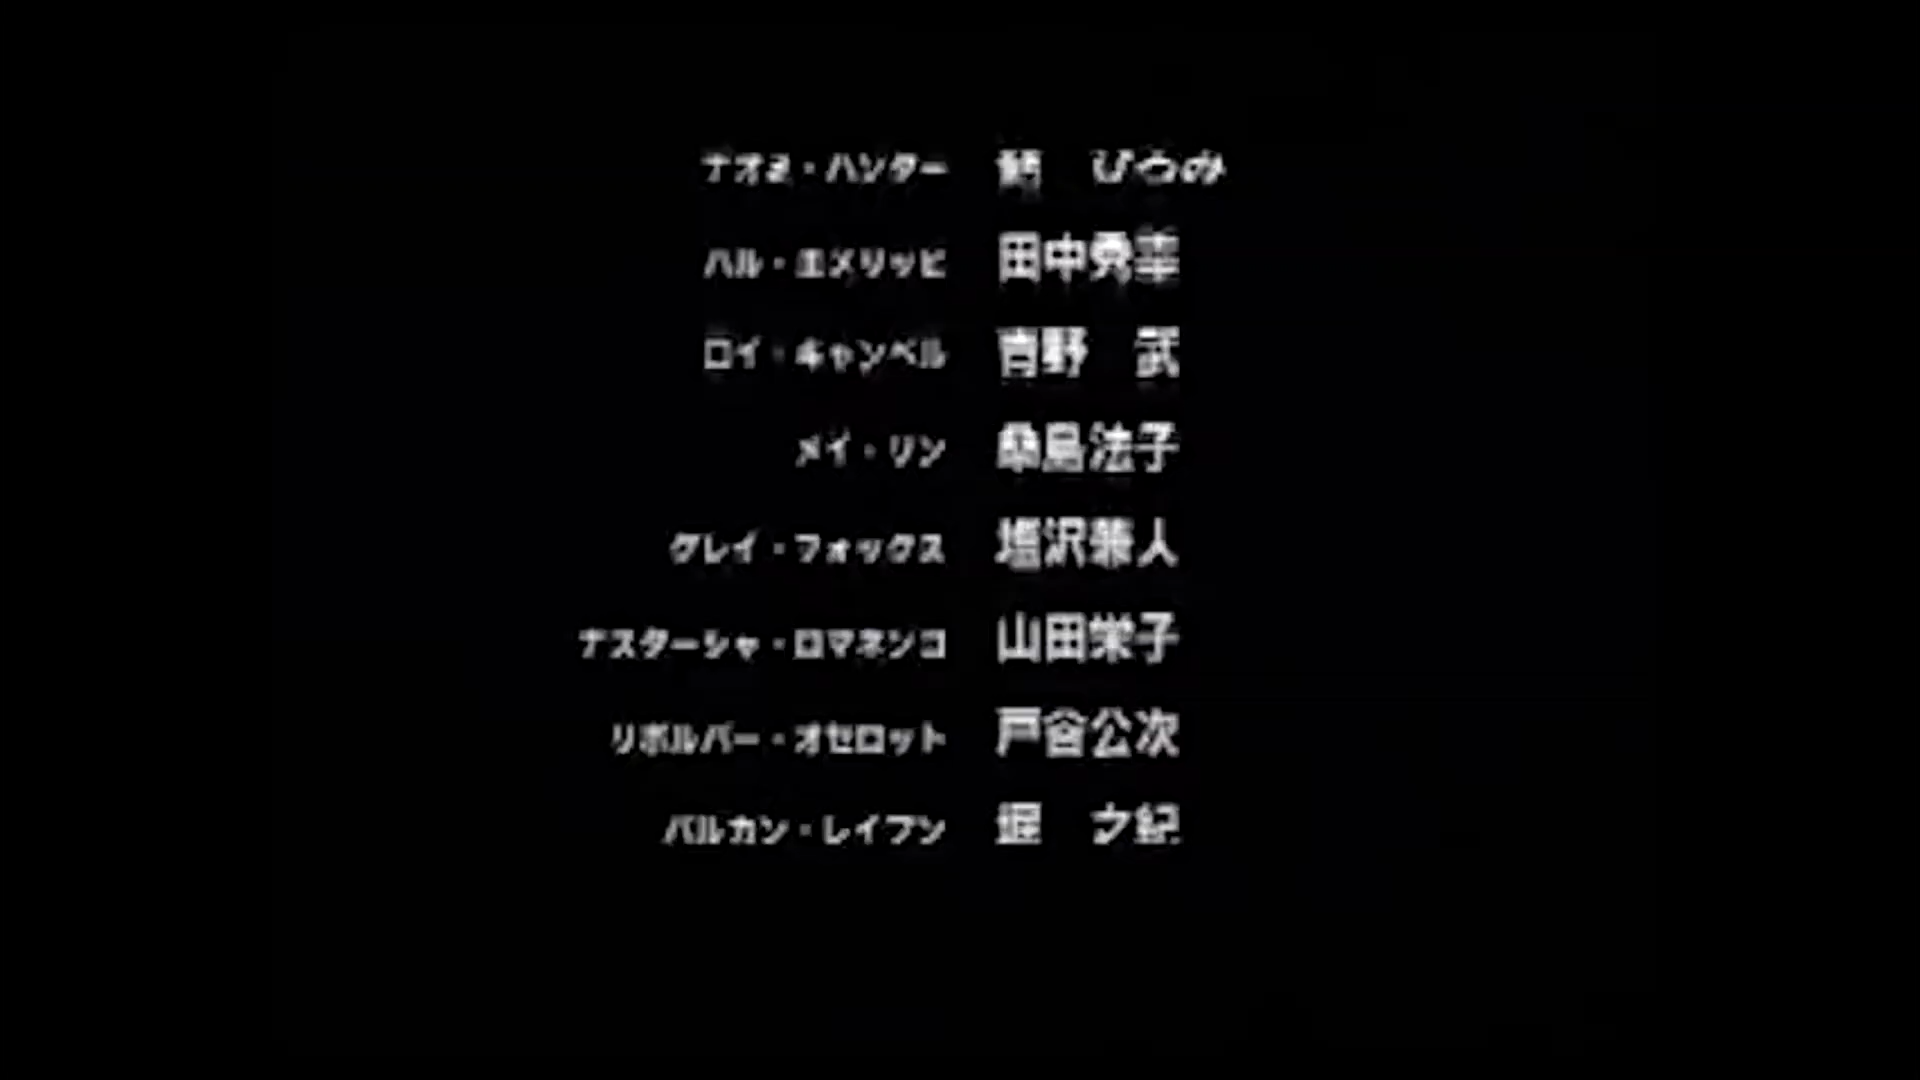 ナオミ・ハンター 鶴 ひろみ
ハル・エメリッヒ 田中秀幸
ロイ・キャンベル 青野 武
メイ・リン 桑島法子
グレイ・フォックス 塩沢兼人
ナスターシャ・ロマネンコ 山田栄子
リボルバー・オセロット 戸谷公次
バルカン・レイブン 堀 之紀